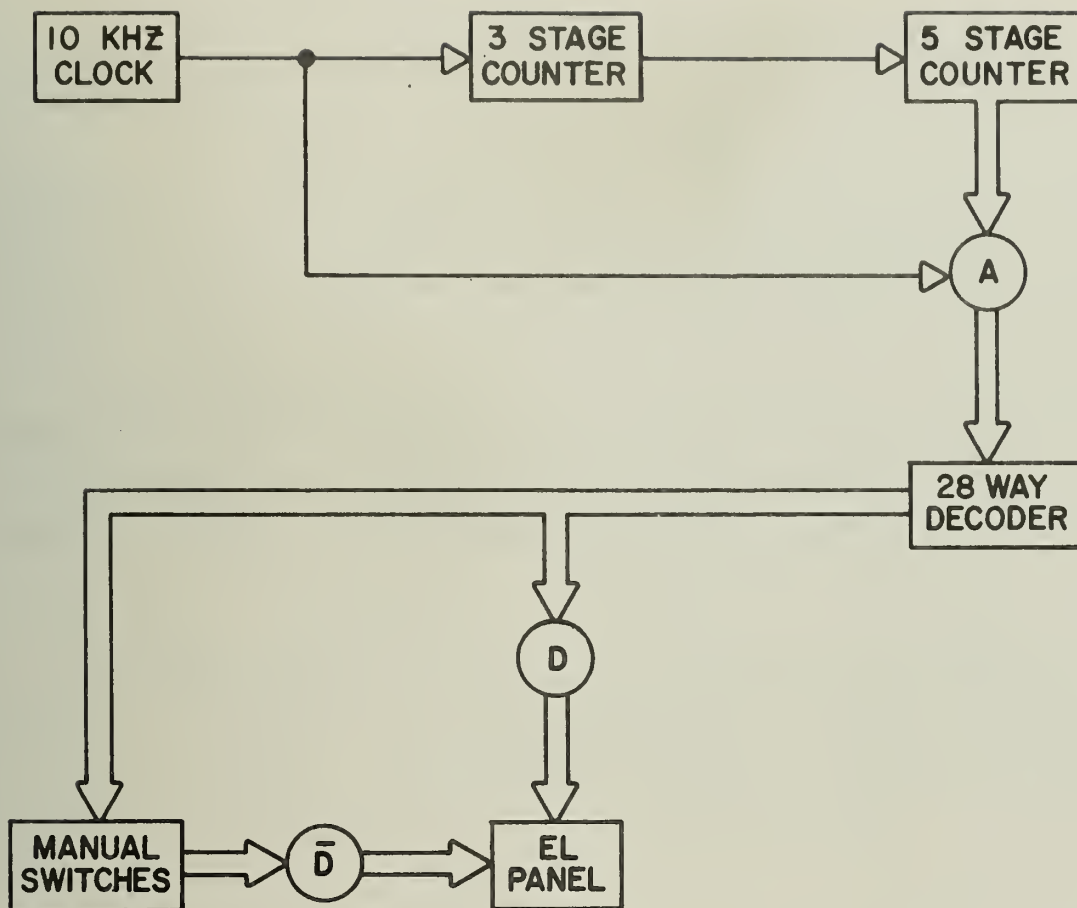 10 KHZ
CLOCK
3 STAGE
COUNTER
5 STAGE
COUNTER
A
28 WAY
DECODER
D
MANUAL
SWITCHES
D̅
EL
PANEL